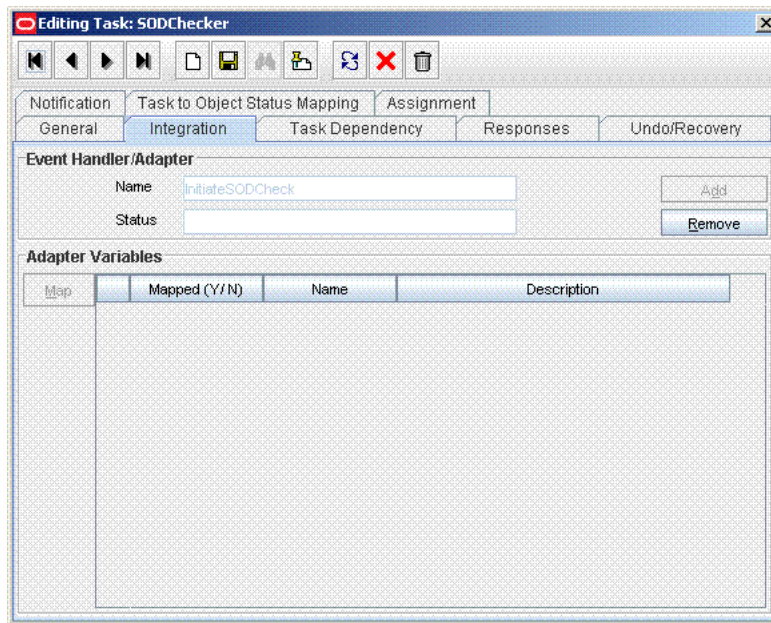 Editing Task: SODChecker
Notification Task to Object Status Mapping Assignment
General Integration Task Dependency Responses Undo/Recovery
Event Handler/Adapter
Name InitiateSODCheck Add
Status Remove
Adapter Variables
Map Mapped (Y/N) Name Description